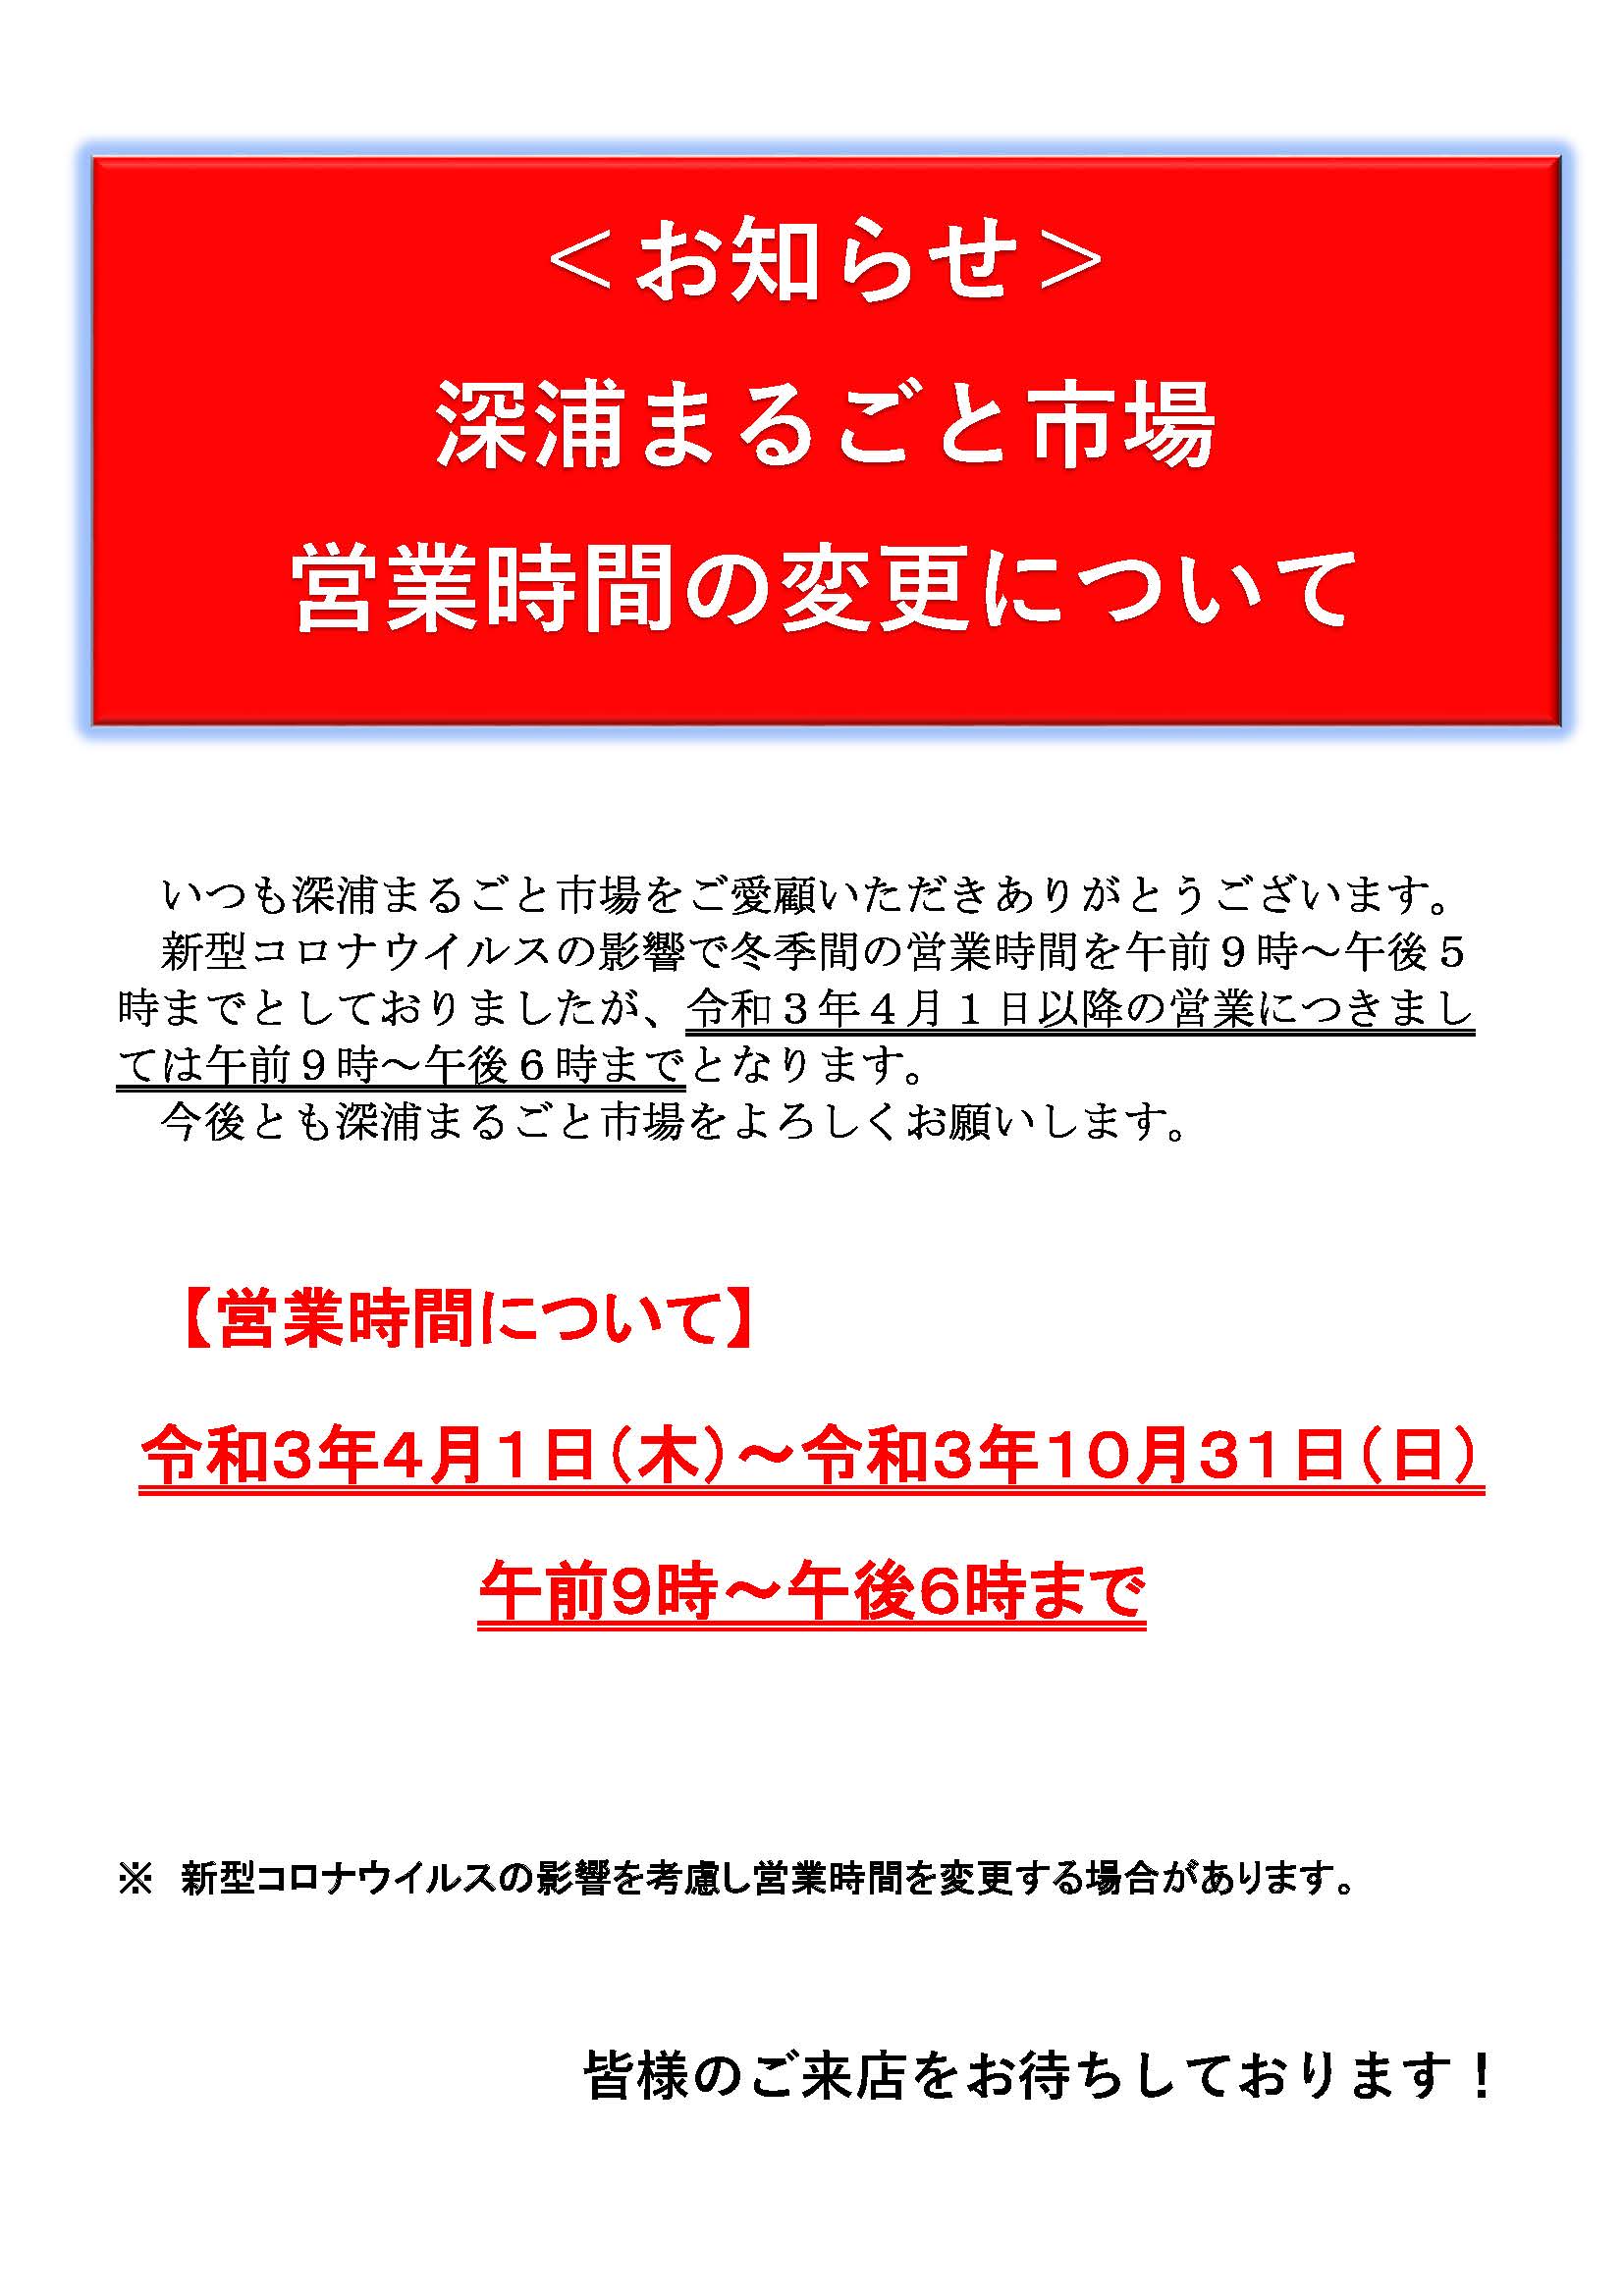 ＜お知らせ＞
深浦まるごと市場
営業時間の変更について
いつも深浦まるごと市場をご愛顧いただきありがとうございます。
新型コロナウイルスの影響で冬季間の営業時間を午前９時～午後５
時までとしておりましたが、令和３年４月１日以降の営業につきまし
ては午前９時～午後６時までとなります。
今後とも深浦まるごと市場をよろしくお願いします。
【営業時間について】
令和３年４月１日（木）～令和３年１０月３１日（日）
午前９時～午後６時まで
※　新型コロナウイルスの影響を考慮し営業時間を変更する場合があります。
皆様のご来店をお待ちしております！